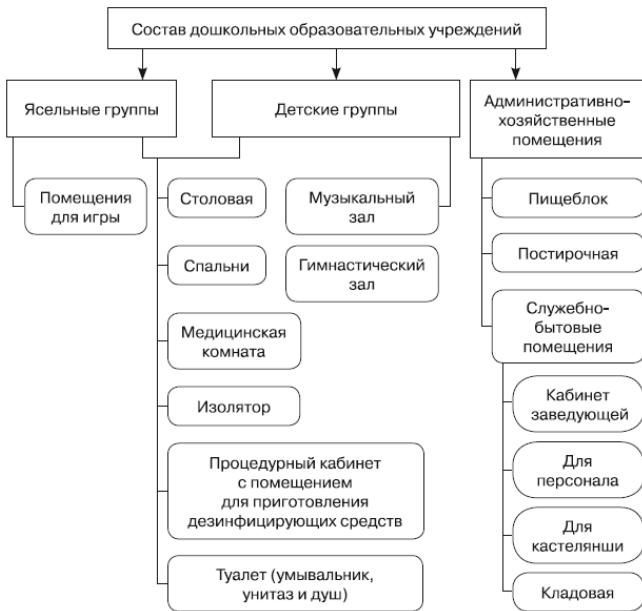 Состав дошкольных образовательных учреждений
Ясельные группы
Детские группы
Административно-
хозяйственные
помещения
Помещения
для игры
Столовая
Спальни
Медицинская
комната
Изолятор
Процедурный кабинет
с помещением
для приготовления
дезинфицирующих средств
Туалет (умывальник,
унитаз и душ)
Музыкальный
зал
Гимнастический
зал
Пищеблок
Постирочная
Служебно-
бытовые
помещения
Кабинет
заведующей
Для
персонала
Для
кастелянши
Кладовая